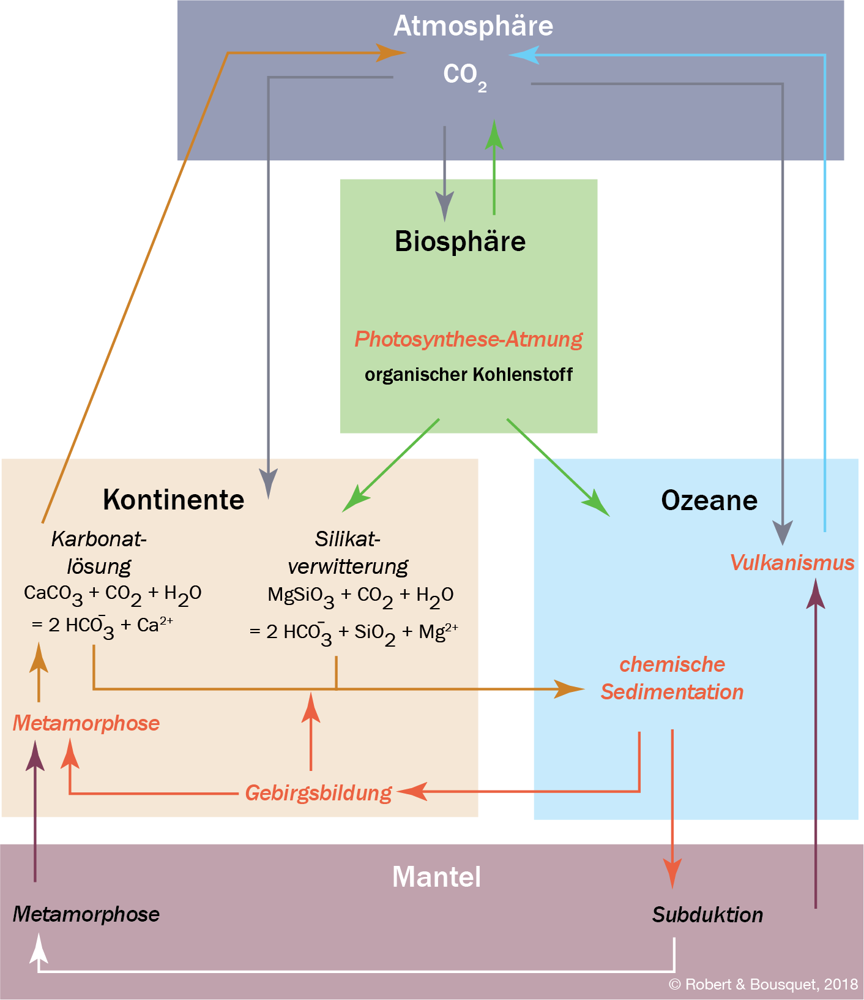 Atmosphäre
CO₂
Biosphäre
Photosynthese-Atmung
organischer Kohlenstoff
Kontinente
Karbonat-
lösung
CaCO₃ + CO₂ + H₂O
= 2 HCO₃⁻ + Ca²⁺
Silikat-
verwitterung
MgSiO₃ + CO₂ + H₂O
= 2 HCO₃⁻ + SiO₂ + Mg²⁺
Metamorphose
Gebirgsbildung
Ozeane
Vulkanismus
chemische
Sedimentation
Mantel
Metamorphose
Subduktion
© Robert & Bousquet, 2018